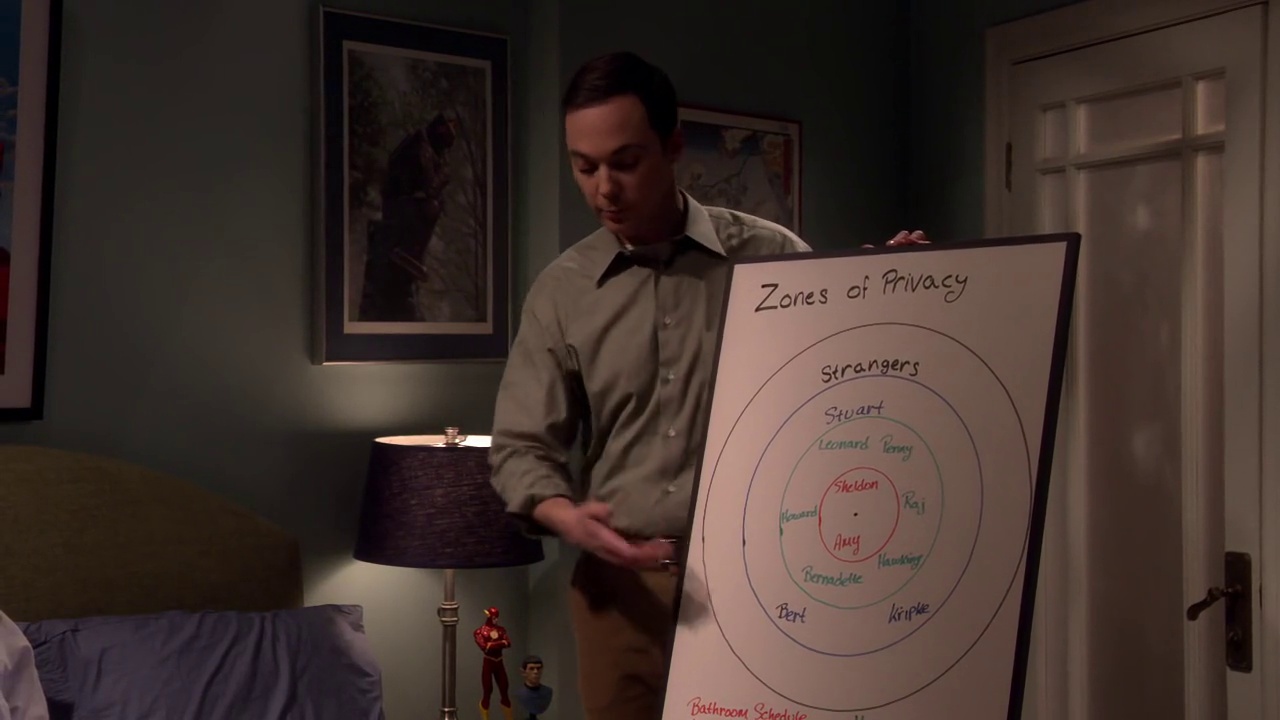 Zones of Privacy
Strangers
Stuart
Leonard Penny
Sheldon
Howard Raj
Amy
Hawking
Bernadette
Bert Kripke
Bathroom Schedule